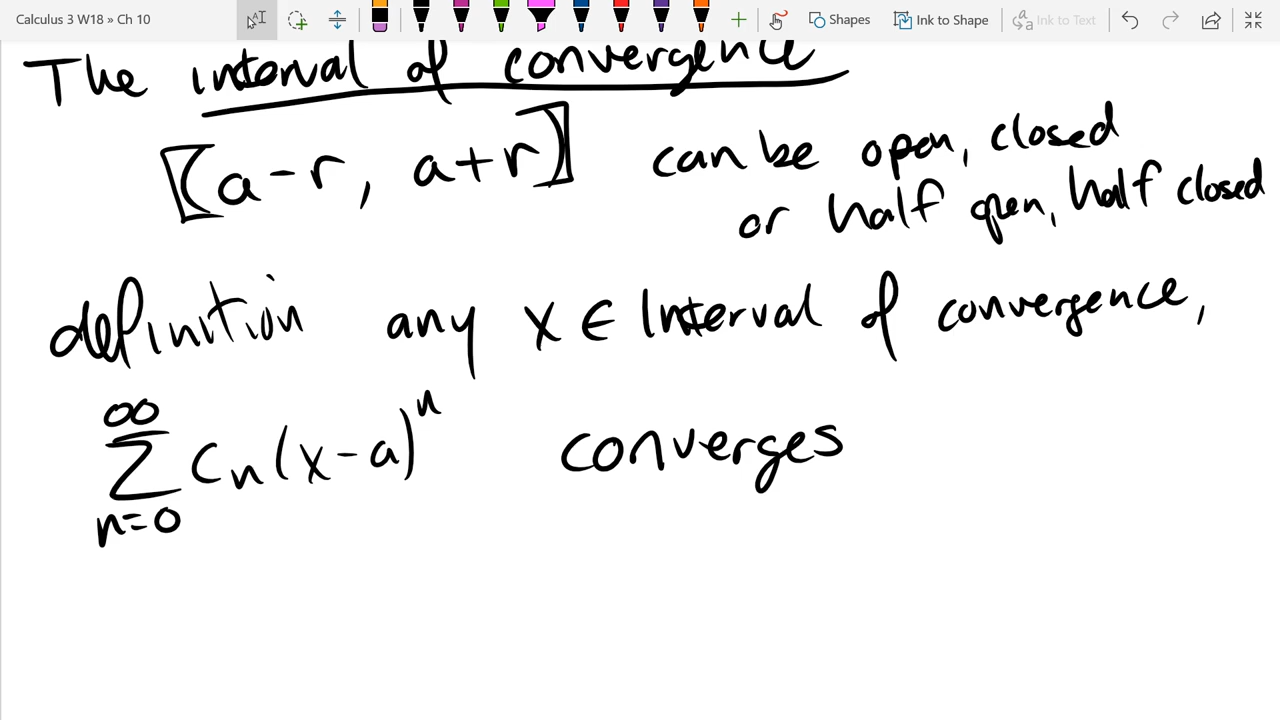 Calculus 3 W18 » Ch 10
Shapes
Ink to Shape
Ink to Text
The interval of convergence
[(a-r, a+r)] can be open, closed
or half open, half closed
definition any x ∈ Interval of convergence,
∞
∑ cₙ(x-a)ⁿ converges
n=0